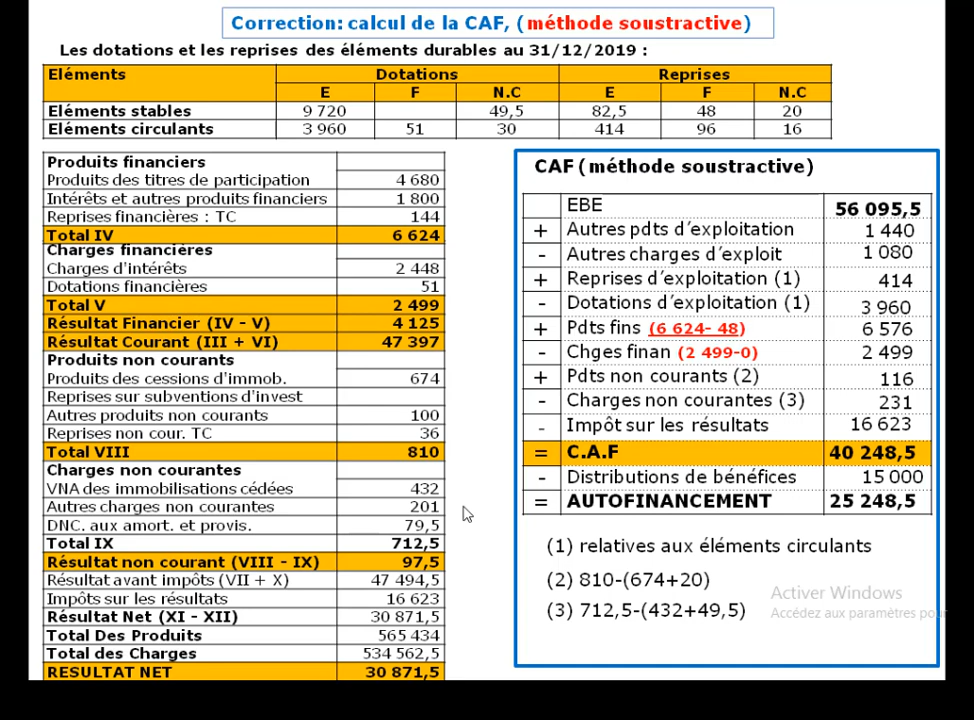 Correction: calcul de la CAF, (méthode soustractive)
Les dotations et les reprises des éléments durables au 31/12/2019 :
Eléments Dotations Reprises
E F N.C E F N.C
Eléments stables 9 720 49,5 82,5 48 20
Eléments circulants 3 960 51 30 414 96 16
Produits financiers
Produits des titres de participation 4 680
Intérêts et autres produits financiers 1 800
Reprises financières : TC 144
Total IV 6 624
Charges financières
Charges d'intérêts 2 448
Dotations financières 51
Total V 2 499
Résultat Financier (IV - V) 4 125
Résultat Courant (III + VI) 47 397
Produits non courants
Produits des cessions d'immob. 674
Reprises sur subventions d'invest
Autres produits non courants 100
Reprises non cour. TC 36
Total VIII 810
Charges non courantes
VNA des immobilisations cédées 432
Autres charges non courantes 201
DNC. aux amort. et provis. 79,5
Total IX 712,5
Résultat non courant (VIII - IX) 97,5
Résultat avant impôts (VII + X) 47 494,5
Impôts sur les résultats 16 623
Résultat Net (XI - XII) 30 871,5
Total Des Produits 565 434
Total des Charges 534 562,5
RESULTAT NET 30 871,5
CAF (méthode soustractive)
EBE 56 095,5
+ Autres pdts d'exploitation 1 440
- Autres charges d'exploit 1 080
+ Reprises d'exploitation (1) 414
- Dotations d'exploitation (1) 3 960
+ Pdts fins (6 624- 48) 6 576
- Chges finan (2 499-0) 2 499
+ Pdts non courants (2) 116
- Charges non courantes (3) 231
- Impôt sur les résultats 16 623
= C.A.F 40 248,5
- Distributions de bénéfices 15 000
= AUTOFINANCEMENT 25 248,5
(1) relatives aux éléments circulants
(2) 810-(674+20)
(3) 712,5-(432+49,5)
Activer Windows
Accédez aux paramètres pour